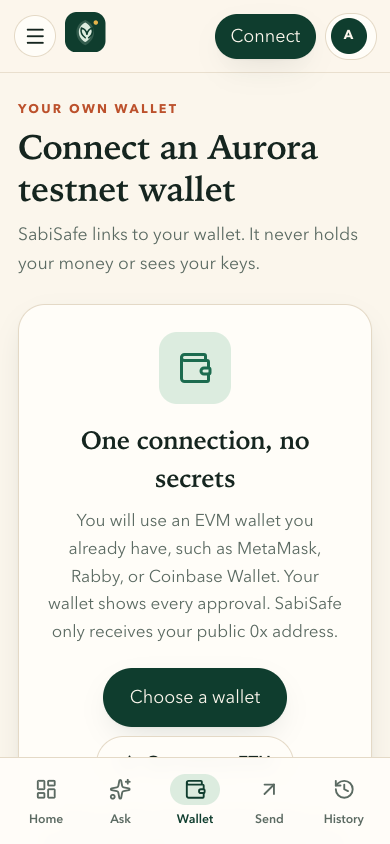 Connect
A
YOUR OWN WALLET
Connect an Aurora
testnet wallet
SabiSafe links to your wallet. It never holds
your money or sees your keys.
One connection, no
secrets
You will use an EVM wallet you
already have, such as MetaMask,
Rabby, or Coinbase Wallet. Your
wallet shows every approval. SabiSafe
only receives your public 0x address.
Choose a wallet
Home
Ask
Wallet
Send
History